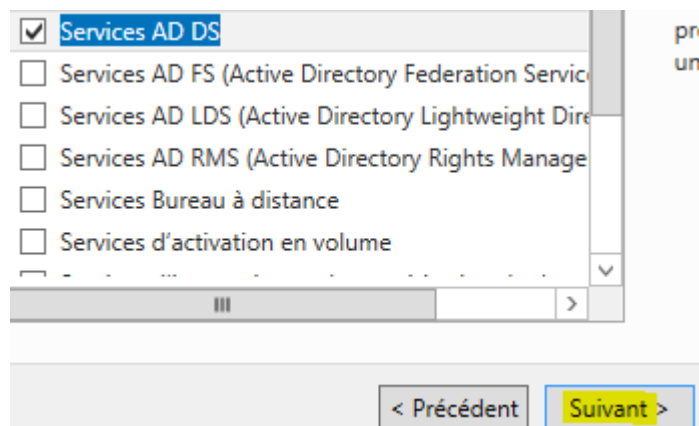 Services AD DS
Services AD FS (Active Directory Federation Servic
Services AD LDS (Active Directory Lightweight Dire
Services AD RMS (Active Directory Rights Manage
Services Bureau à distance
Services d’activation en volume
pr
un
< Précédent
Suivant >